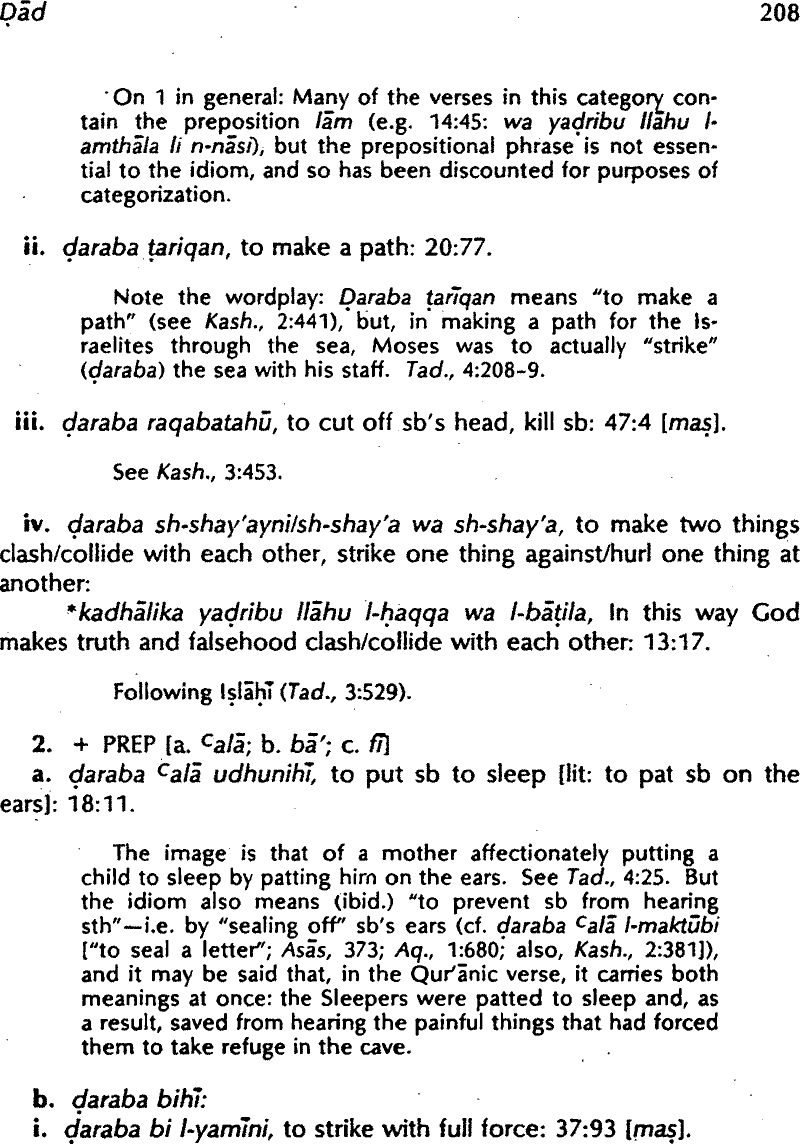 Ḍād 208
On 1 in general: Many of the verses in this category con-
tain the preposition lām (e.g. 14:45: wa yaḍribu llāhu l-
amthāla li n-nāsi), but the prepositional phrase is not essen-
tial to the idiom, and so has been discounted for purposes of
categorization.
ii. ḍaraba ṭariqan, to make a path: 20:77.
Note the wordplay: Ḍaraba ṭarīqan means "to make a
path" (see Kash., 2:441), but, in making a path for the Is-
raelites through the sea, Moses was to actually "strike"
(ḍaraba) the sea with his staff. Tad., 4:208-9.
iii. ḍaraba raqabatahū, to cut off sb's head, kill sb: 47:4 [maṣ].
See Kash., 3:453.
iv. ḍaraba sh-shay'ayni/sh-shay'a wa sh-shay'a, to make two things
clash/collide with each other, strike one thing against/hurl one thing at
another:
*kadhālika yaḍribu llāhu l-ḥaqqa wa l-bāṭila, In this way God
makes truth and falsehood clash/collide with each other: 13:17.
Following Iṣlāḥī (Tad., 3:529).
2. + PREP [a. ᶜalā; b. bā'; c. fī]
a. ḍaraba ᶜalā udhunihī, to put sb to sleep [lit: to pat sb on the
ears]: 18:11.
The image is that of a mother affectionately putting a
child to sleep by patting him on the ears. See Tad., 4:25. But
the idiom also means (ibid.) "to prevent sb from hearing
sth"—i.e. by "sealing off" sb's ears (cf. ḍaraba ᶜalā l-maktūbi
["to seal a letter"; Asās, 373; Aq., 1:680; also, Kash., 2:381]),
and it may be said that, in the Qur'ānic verse, it carries both
meanings at once: the Sleepers were patted to sleep and, as
a result, saved from hearing the painful things that had forced
them to take refuge in the cave.
b. ḍaraba bihī:
i. ḍaraba bi l-yamīni, to strike with full force: 37:93 [maṣ].